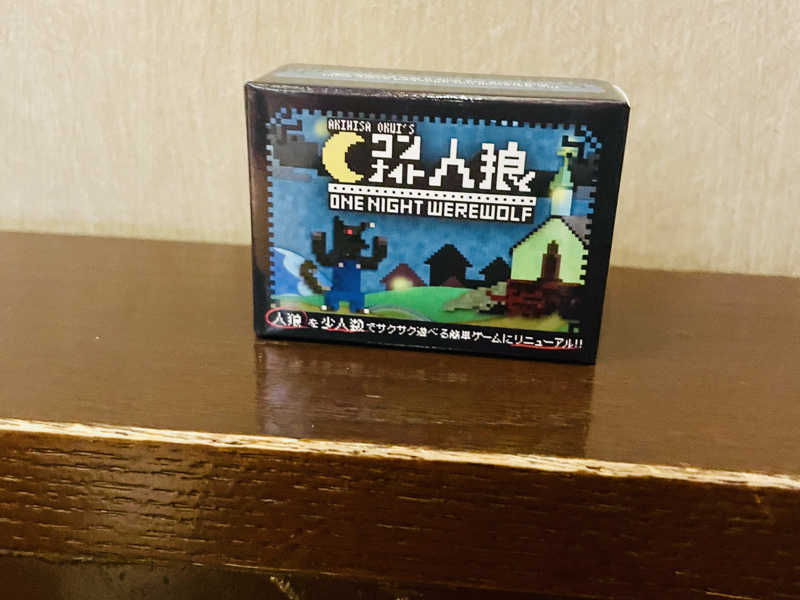 AKIHISA OKUI'S
ワンナイト人狼
ONE NIGHT WEREWOLF
人狼を少人数でサクサク遊べる簡単ゲームにリニューアル!!